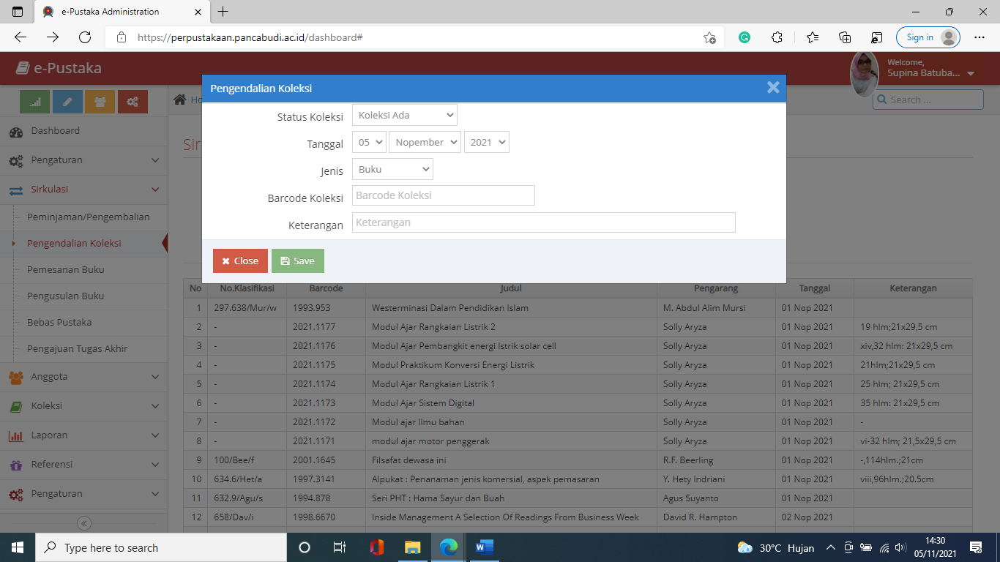 e-Pustaka Administration
https://perpustakaan.pancabudi.ac.id/dashboard#
Sign in
e-Pustaka
Welcome,
Supina Batuba...
Ho
Search ...
Pengendalian Koleksi
Status Koleksi Koleksi Ada
Tanggal 05 Nopember 2021
Jenis Buku
Barcode Koleksi Barcode Koleksi
Keterangan Keterangan
Close Save
Dashboard
Pengaturan
Sirkulasi
Peminjaman/Pengembalian
Pengendalian Koleksi
Pemesanan Buku
Pengusulan Buku
Bebas Pustaka
Pengajuan Tugas Akhir
Anggota
Koleksi
Laporan
Referensi
Pengaturan
Sir
No No.Klasifikasi Barcode Judul Pengarang Tanggal Keterangan
1 297.638/Mur/w 1993.953 Westerminasi Dalam Pendidikan Islam M. Abdul Alim Mursi 01 Nop 2021
2 - 2021.1177 Modul Ajar Rangkaian Listrik 2 Solly Aryza 01 Nop 2021 19 hlm;21x29,5 cm
3 - 2021.1176 Modul Ajar Pembangkit energi lstrik solar cell Solly Aryza 01 Nop 2021 xiv,32 hlm: 21x29,5 cm
4 - 2021.1175 Modul Praktikum Konversi Energi Listrik Solly Aryza 01 Nop 2021 21hlm;21x29,5 cm
5 - 2021.1174 Modul Ajar Rangkaian Listrik 1 Solly Aryza 01 Nop 2021 25 hlm; 21x29,5 cm
6 - 2021.1173 Modul Ajar Sistem Digital Solly Aryza 01 Nop 2021 35 hlm: 21x29,5 cm
7 - 2021.1172 Modul ajar Ilmu bahan Solly Aryza 01 Nop 2021 -
8 - 2021.1171 modul ajar motor penggerak Solly Aryza 01 Nop 2021 vi-32 hlm; 21,5x29,5 cm
9 100/Bee/f 2001.1645 Filsafat dewasa ini R.F. Beerling 01 Nop 2021 -,114hlm.;21cm
10 634.6/Het/a 1997.3141 Alpukat : Penanaman jenis komersial, aspek pemasaran Y. Hety Indriani 01 Nop 2021 viii,96hlm.;20.5cm
11 632.9/Agu/s 1994.878 Seri PHT : Hama Sayur dan Buah Agus Suyanto 01 Nop 2021
12 658/Dav/i 1998.6670 Inside Management A Selection Of Readings From Business Week David R. Hampton 02 Nop 2021
Type here to search
30°C Hujan
14:30
05/11/2021